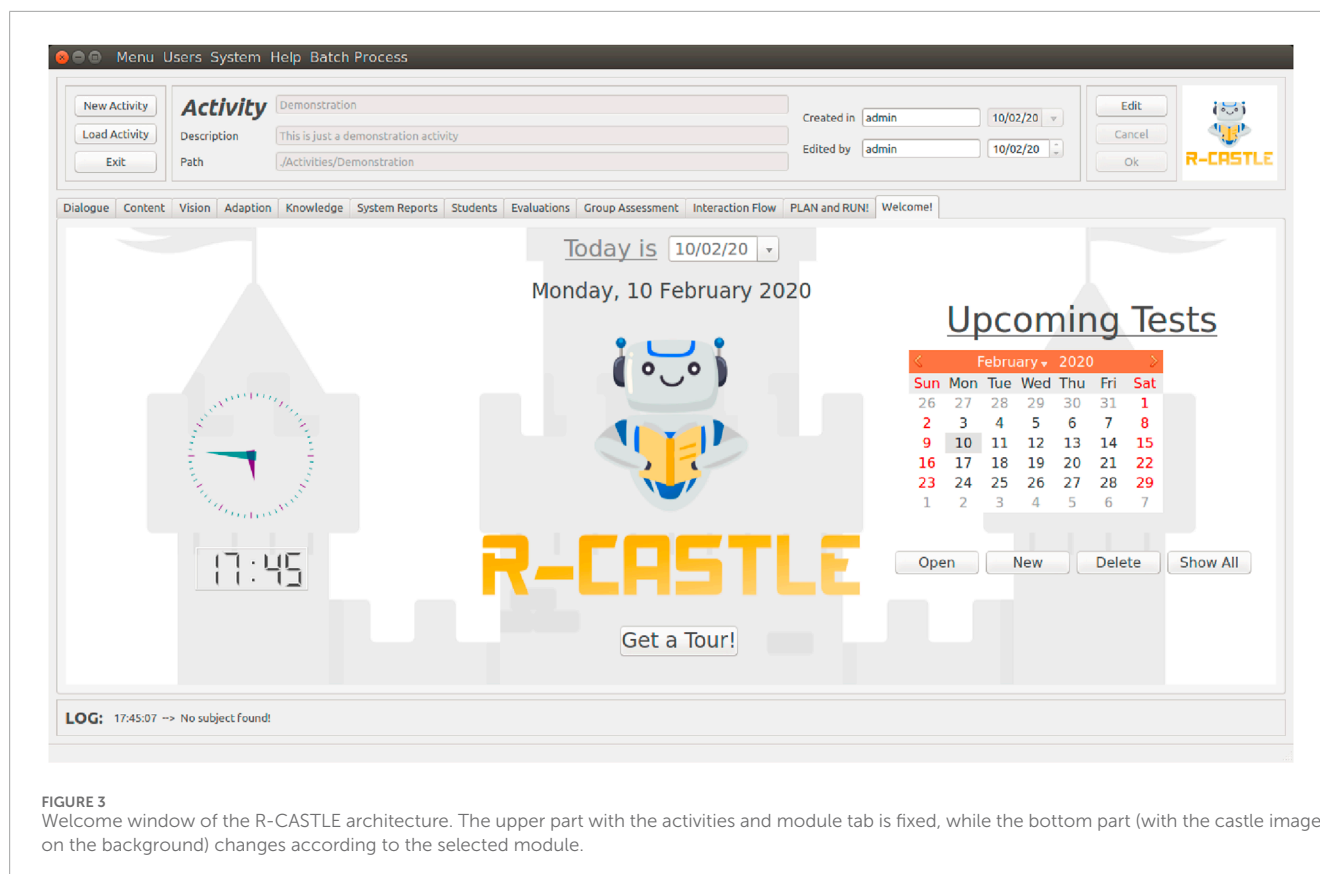 Menu Users System Help Batch Process
New Activity
Load Activity
Exit
Activity Demonstration
Description This is just a demonstration activity
Path ./Activities/Demonstration
Created in admin 10/02/20
Edited by admin 10/02/20
Edit
Cancel
Ok
R-CASTLE
Dialogue Content Vision Adaption Knowledge System Reports Students Evaluations Group Assessment Interaction Flow PLAN and RUN! Welcome!
Today is 10/02/20
Monday, 10 February 2020
17:45
R-CASTLE
Get a Tour!
Upcoming Tests
February 2020
Sun Mon Tue Wed Thu Fri Sat
26 27 28 29 30 31 1
2 3 4 5 6 7 8
9 10 11 12 13 14 15
16 17 18 19 20 21 22
23 24 25 26 27 28 29
1 2 3 4 5 6 7
Open New Delete Show All
LOG: 17:45:07 --> No subject found!
FIGURE 3
Welcome window of the R-CASTLE architecture. The upper part with the activities and module tab is fixed, while the bottom part (with the castle image
on the background) changes according to the selected module.